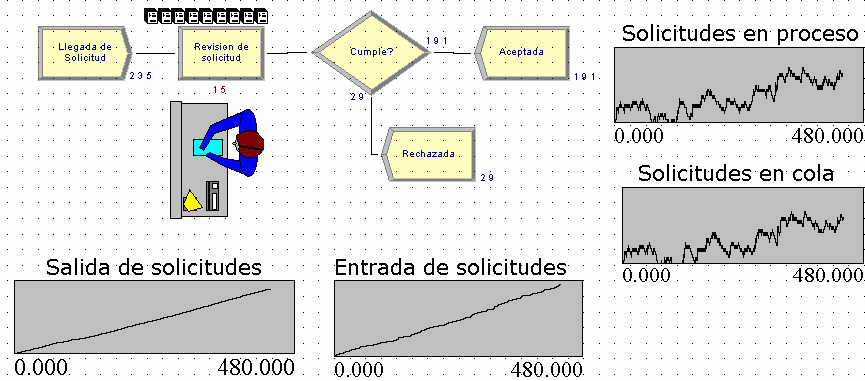 Llegada de
Solicitud
235
Revision de
solicitud
15
Cumple?
191
29
Aceptada
191
Rechazada
29
Solicitudes en proceso
0.000 480.000
Solicitudes en cola
0.000 480.000
Salida de solicitudes
0.000 480.000
Entrada de solicitudes
0.000 480.000